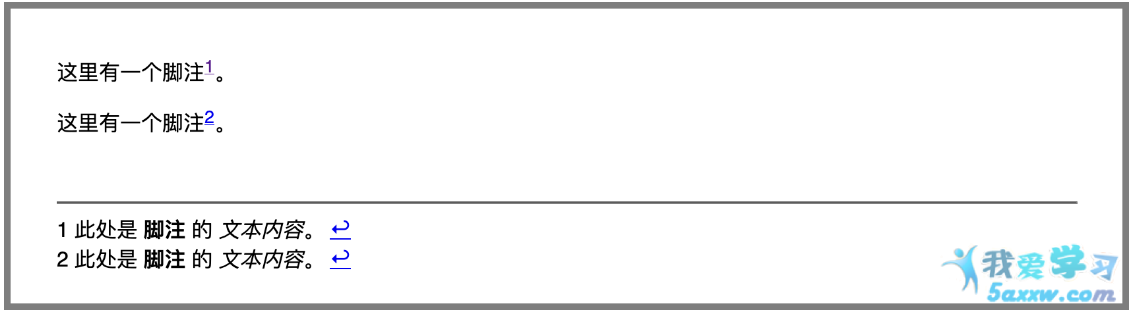 这里有一个脚注1。
这里有一个脚注2。
1 此处是 脚注 的 文本内容。 ↩
2 此处是 脚注 的 文本内容。 ↩
我爱学习
5axxw.com